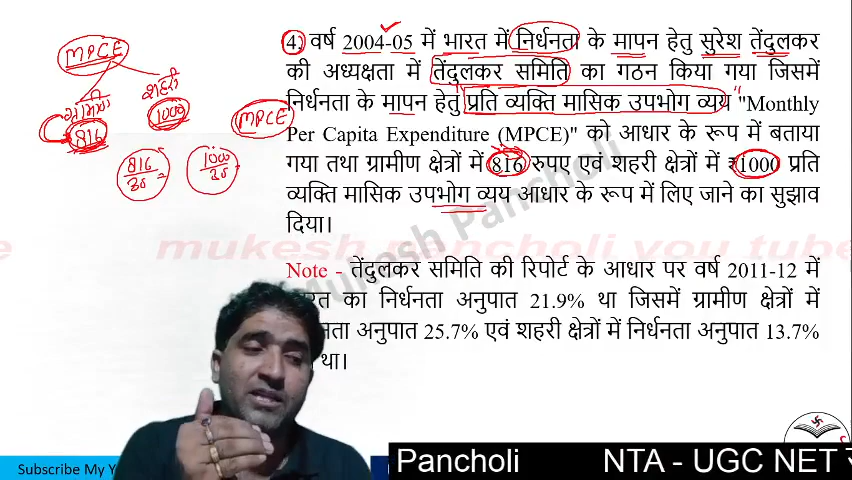 MPCE
ग्रामीण
शहरी
816
1000
MPCE
816/30 =
1000/30 =
4) वर्ष 2004-05 में भारत में निर्धनता के मापन हेतु सुरेश तेंदुलकर
की अध्यक्षता में तेंदुलकर समिति का गठन किया गया जिसमें
निर्धनता के मापन हेतु प्रति व्यक्ति मासिक उपभोग व्यय "Monthly
Per Capita Expenditure (MPCE)" को आधार के रूप में बताया
गया तथा ग्रामीण क्षेत्रों में 816 रुपए एवं शहरी क्षेत्रों में ₹1000 प्रति
व्यक्ति मासिक उपभोग व्यय आधार के रूप में लिए जाने का सुझाव
दिया।
Mukesh Pancholi
mukesh pancholi you tube
Note - तेंदुलकर समिति की रिपोर्ट के आधार पर वर्ष 2011-12 में
का निर्धनता अनुपात 21.9% था जिसमें ग्रामीण क्षेत्रों में
अनुपात 25.7% एवं शहरी क्षेत्रों में निर्धनता अनुपात 13.7%
था।
Subscribe My
Pancholi NTA - UGC NET